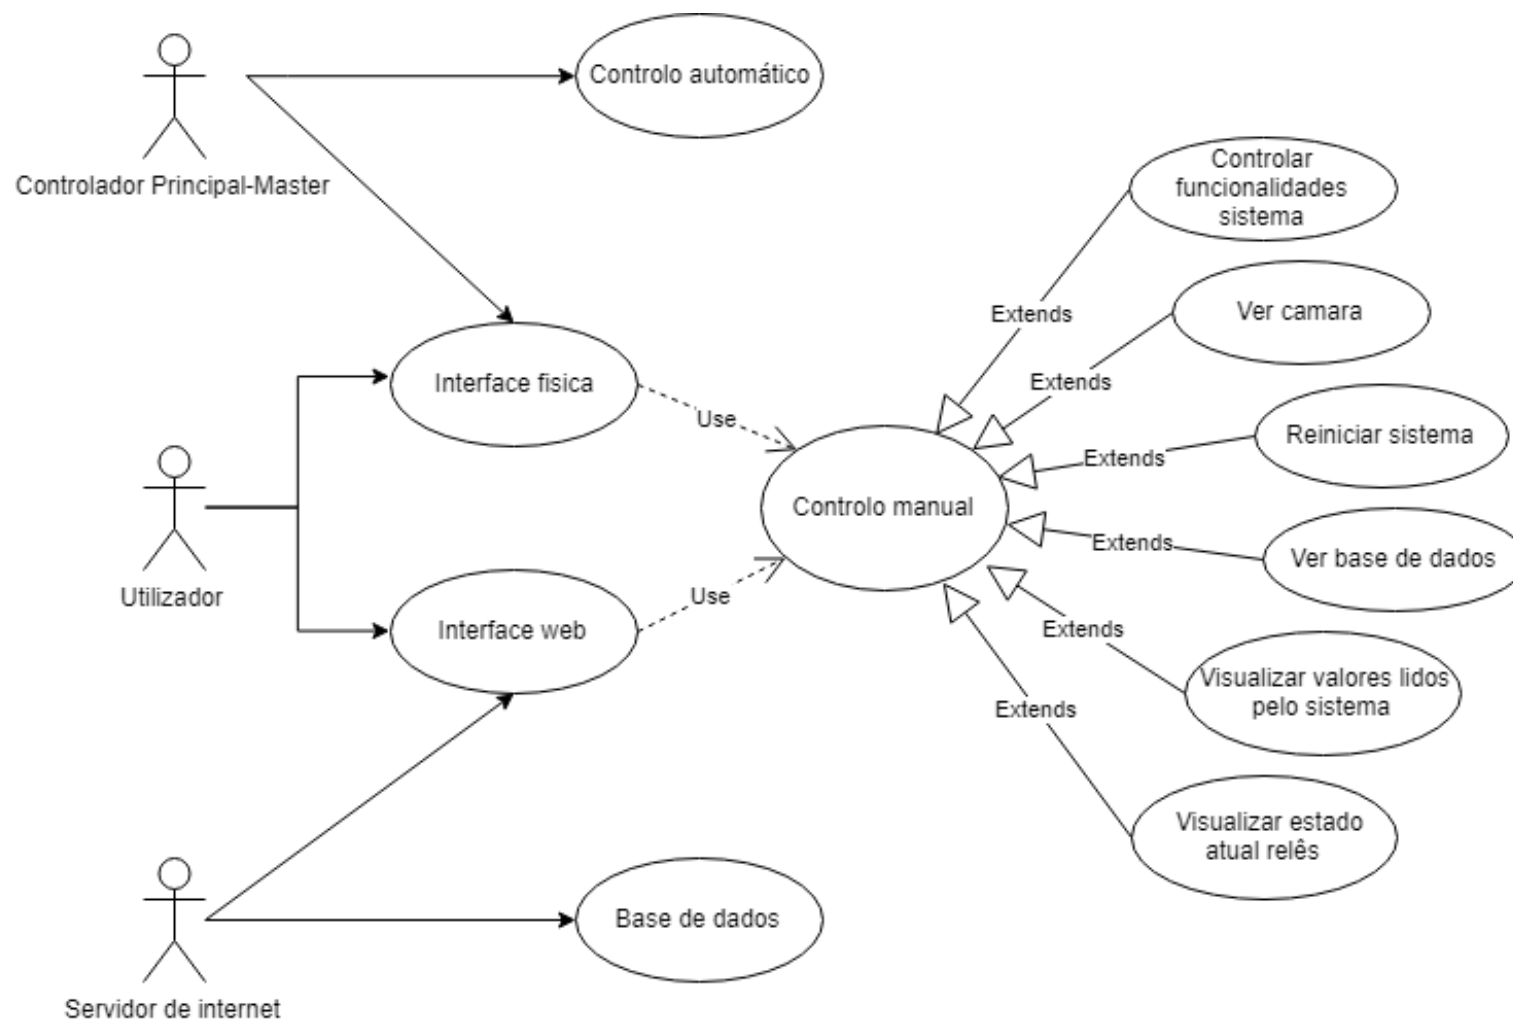 Controlo automático
Controlador Principal-Master
Controlar
funcionalidades
sistema
Extends
Ver camara
Extends
Interface fisica
Use
Reiniciar sistema
Extends
Controlo manual
Utilizador
Ver base de dados
Extends
Interface web
Use
Visualizar valores lidos
pelo sistema
Extends
Visualizar estado
atual relês
Extends
Base de dados
Servidor de internet